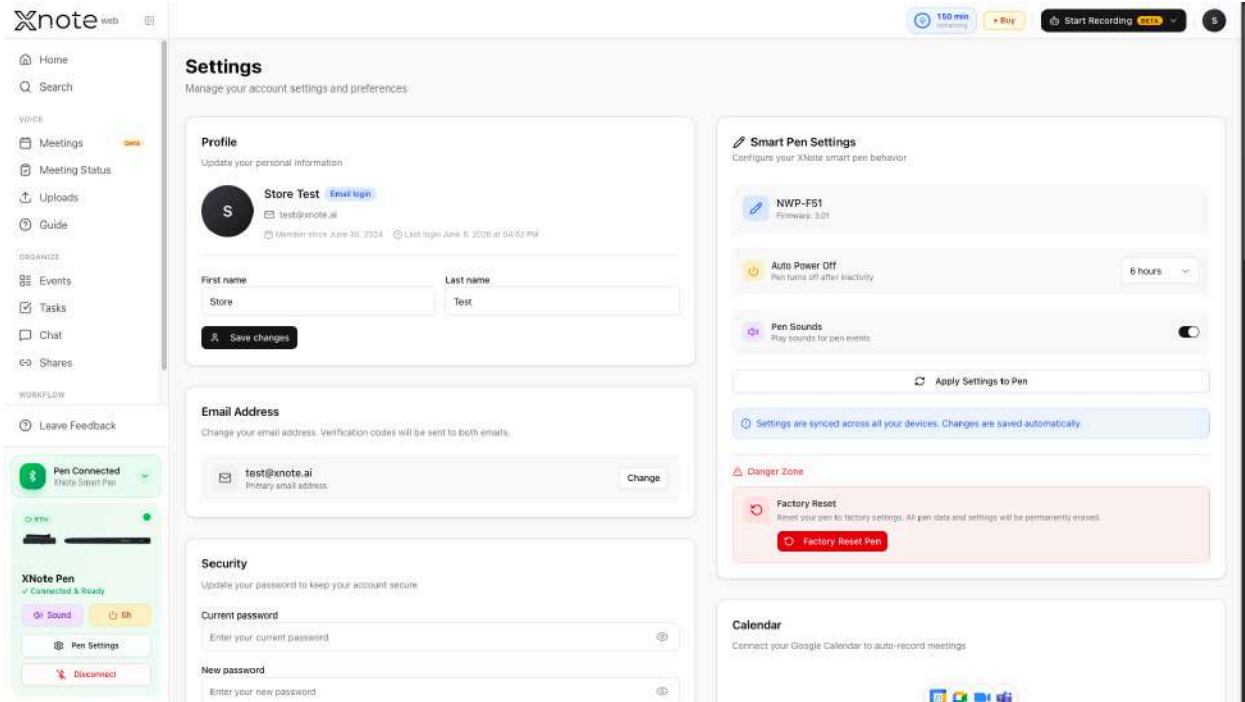 Xnote web
Home
Search
VOICE
Meetings Beta
Meeting Status
Uploads
Guide
ORGANIZE
Events
Tasks
Chat
Shares
WORKFLOW
Leave Feedback
Pen Connected
XNote Smart Pen
XNote Pen
✓ Connected & Ready
Sound
6h
Pen Settings
Disconnect
150 min
remaining
+ Buy
Start Recording BETA
S
Settings
Manage your account settings and preferences
Profile
Update your personal information
S
Store Test Email login
test@xnote.ai
Member since June 30, 2024 Last login June 8, 2026 at 04:52 PM
First name
Store
Last name
Test
Save changes
Email Address
Change your email address. Verification codes will be sent to both emails.
test@xnote.ai
Primary email address
Change
Security
Update your password to keep your account secure
Current password
Enter your current password
New password
Enter your new password
Smart Pen Settings
Configure your XNote smart pen behavior
NWP-F51
Firmware: 3.01
Auto Power Off
Pen turns off after inactivity
6 hours
Pen Sounds
Play sounds for pen events
Apply Settings to Pen
Settings are synced across all your devices. Changes are saved automatically.
Danger Zone
Factory Reset
Reset your pen to factory settings. All pen data and settings will be permanently erased.
Factory Reset Pen
Calendar
Connect your Google Calendar to auto-record meetings